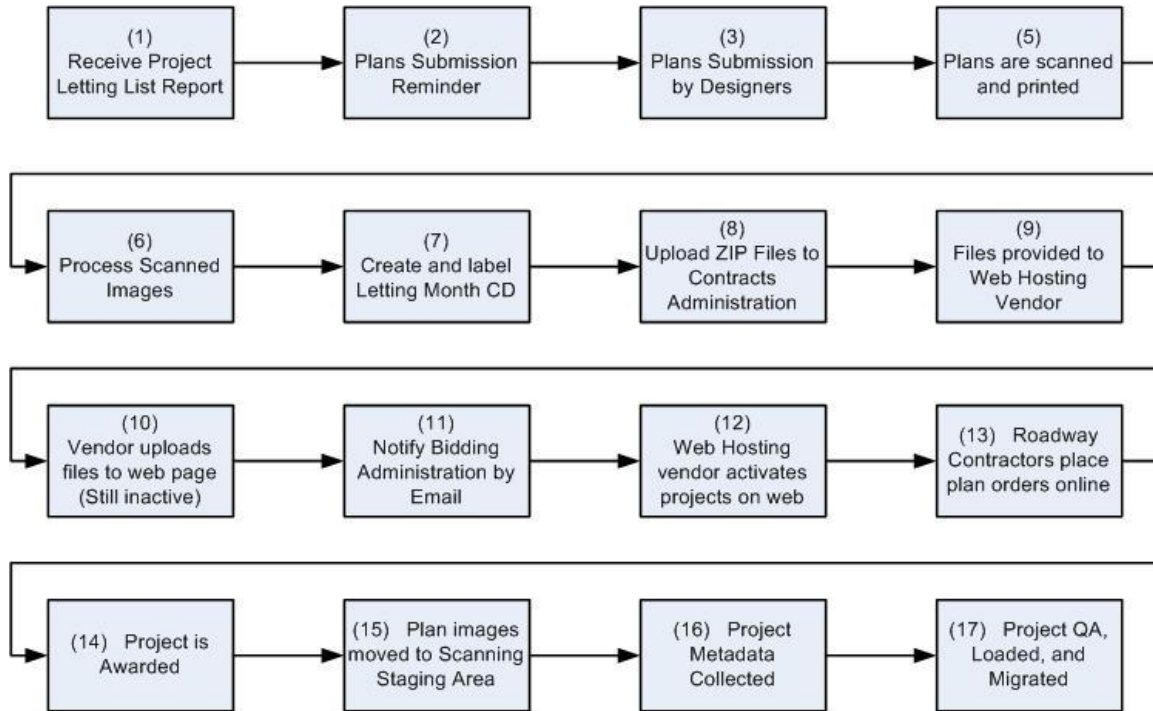 (1)
Receive Project
Letting List Report
(2)
Plans Submission
Reminder
(3)
Plans Submission
by Designers
(5)
Plans are scanned
and printed
(6)
Process Scanned
Images
(7)
Create and label
Letting Month CD
(8)
Upload ZIP Files to
Contracts
Administration
(9)
Files provided to
Web Hosting
Vendor
(10)
Vendor uploads
files to web page
(Still inactive)
(11)
Notify Bidding
Administration by
Email
(12)
Web Hosting
vendor activates
projects on web
(13) Roadway
Contractors place
plan orders online
(14) Project is
Awarded
(15) Plan images
moved to Scanning
Staging Area
(16) Project
Metadata
Collected
(17) Project QA,
Loaded, and
Migrated